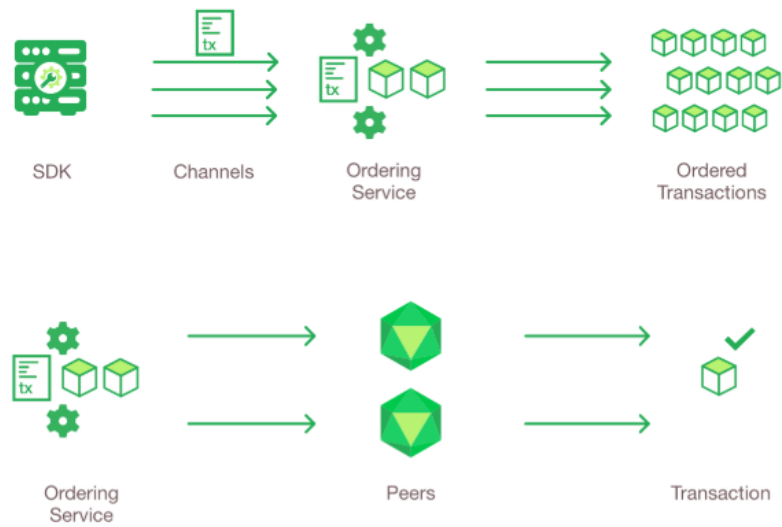 tx
tx
SDK
Channels
Ordering
Service
Ordered
Transactions
tx
Ordering
Service
Peers
Transaction